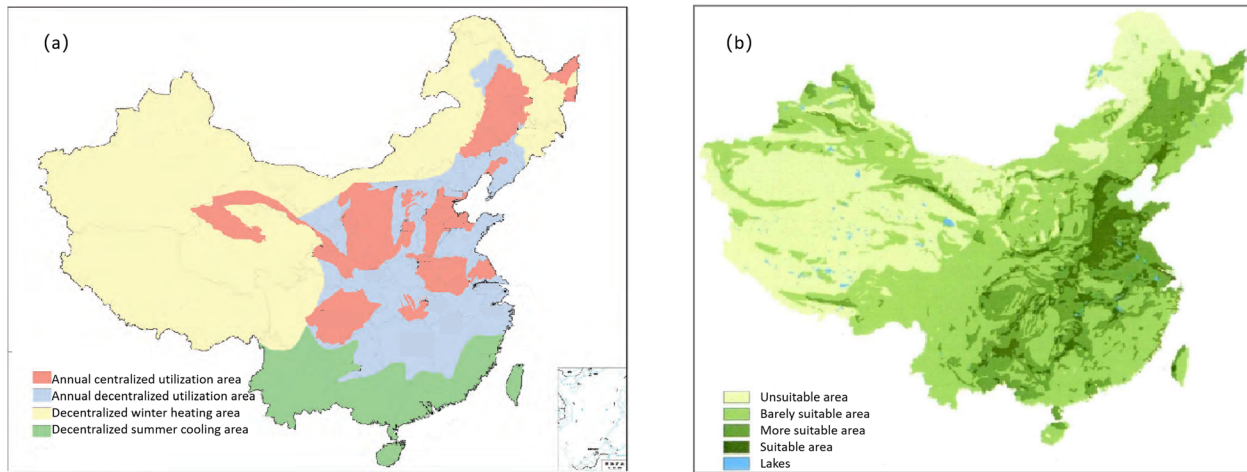 (a)
Annual centralized utilization area
Annual decentralized utilization area
Decentralized winter heating area
Decentralized summer cooling area
(b)
Unsuitable area
Barely suitable area
More suitable area
Suitable area
Lakes